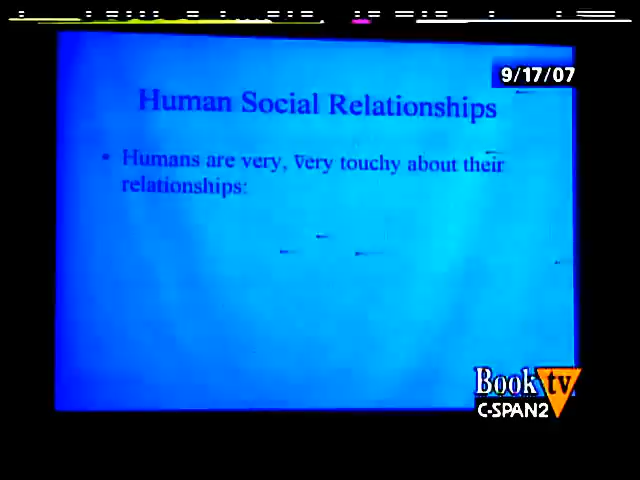 9/17/07
Human Social Relationships
• Humans are very, very touchy about their
relationships:
Book tv
C-SPAN2